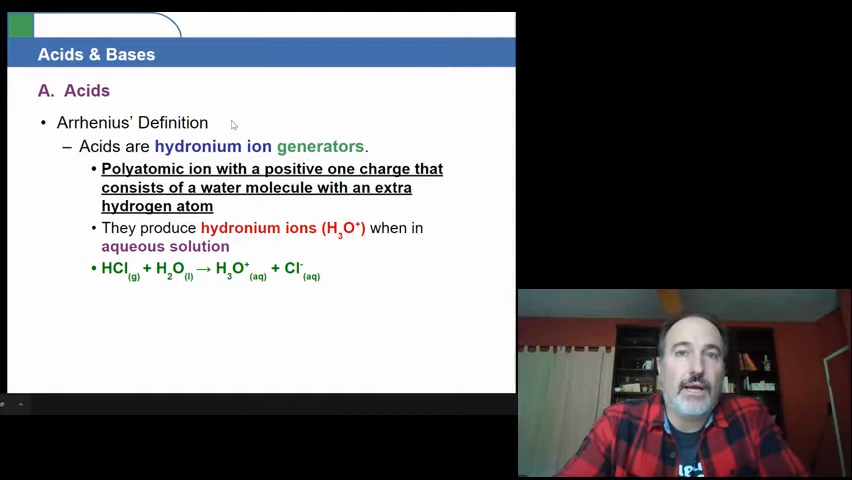 Acids & Bases
A. Acids
• Arrhenius’ Definition
– Acids are hydronium ion generators.
• Polyatomic ion with a positive one charge that
consists of a water molecule with an extra
hydrogen atom
• They produce hydronium ions (H₃O⁺) when in
aqueous solution
• HCl(g) + H₂O(l) → H₃O⁺(aq) + Cl⁻(aq)